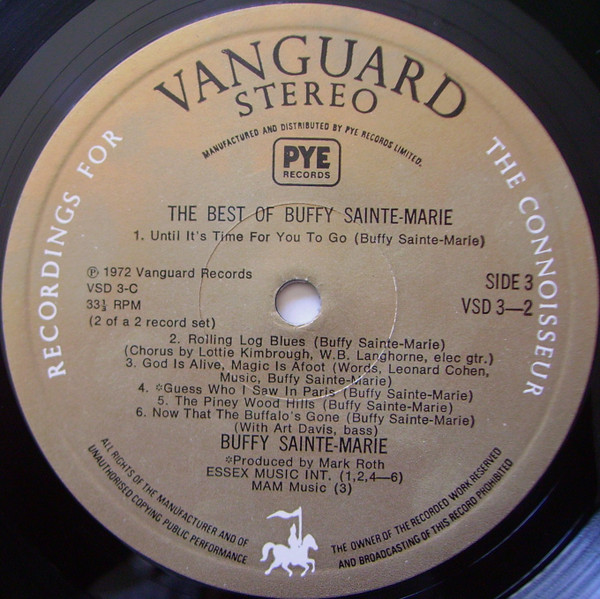 VANGUARD
STEREO
MANUFACTURED AND DISTRIBUTED BY PYE RECORDS LIMITED.
PYE
RECORDS
RECORDINGS FOR
THE CONNOISSEUR
THE BEST OF BUFFY SAINTE-MARIE
1. Until It's Time For You To Go (Buffy Sainte-Marie)
℗ 1972 Vanguard Records
VSD 3-C
33⅓ RPM
(2 of a 2 record set)
SIDE 3
VSD 3—2
2. Rolling Log Blues (Buffy Sainte-Marie)
(Chorus by Lottie Kimbrough, W.B. Langhorne, elec gtr.)
3. God Is Alive, Magic Is Afoot (Words, Leonard Cohen,
Music, Buffy Sainte-Marie)
4. *Guess Who I Saw In Paris (Buffy Sainte-Marie)
5. The Piney Wood Hills (Buffy Sainte-Marie)
6. Now That The Buffalo's Gone (Buffy Sainte-Marie)
(With Art Davis, bass)
BUFFY SAINTE-MARIE
*Produced by Mark Roth
ESSEX MUSIC INT. (1,2,4—6)
MAM Music (3)
ALL RIGHTS OF THE MANUFACTURER AND OF
THE OWNER OF THE RECORDED WORK RESERVED
UNAUTHORISED COPYING PUBLIC PERFORMANCE
AND BROADCASTING OF THIS RECORD PROHIBITED